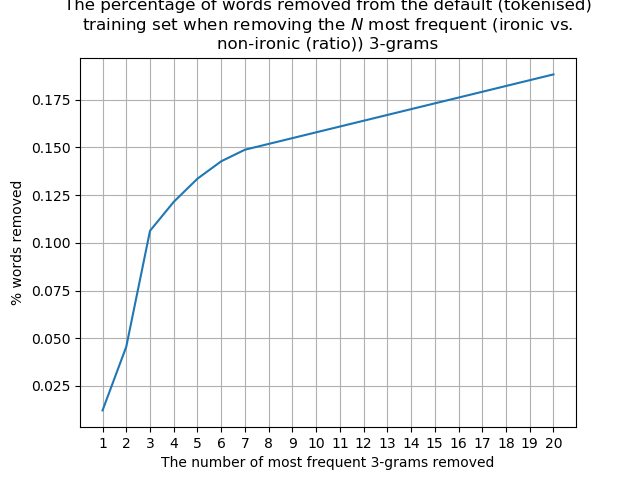 The percentage of words removed from the default (tokenised)
training set when removing the N most frequent (ironic vs.
non-ironic (ratio)) 3-grams
% words removed
0.175
0.150
0.125
0.100
0.075
0.050
0.025
1 2 3 4 5 6 7 8 9 10 11 12 13 14 15 16 17 18 19 20
The number of most frequent 3-grams removed